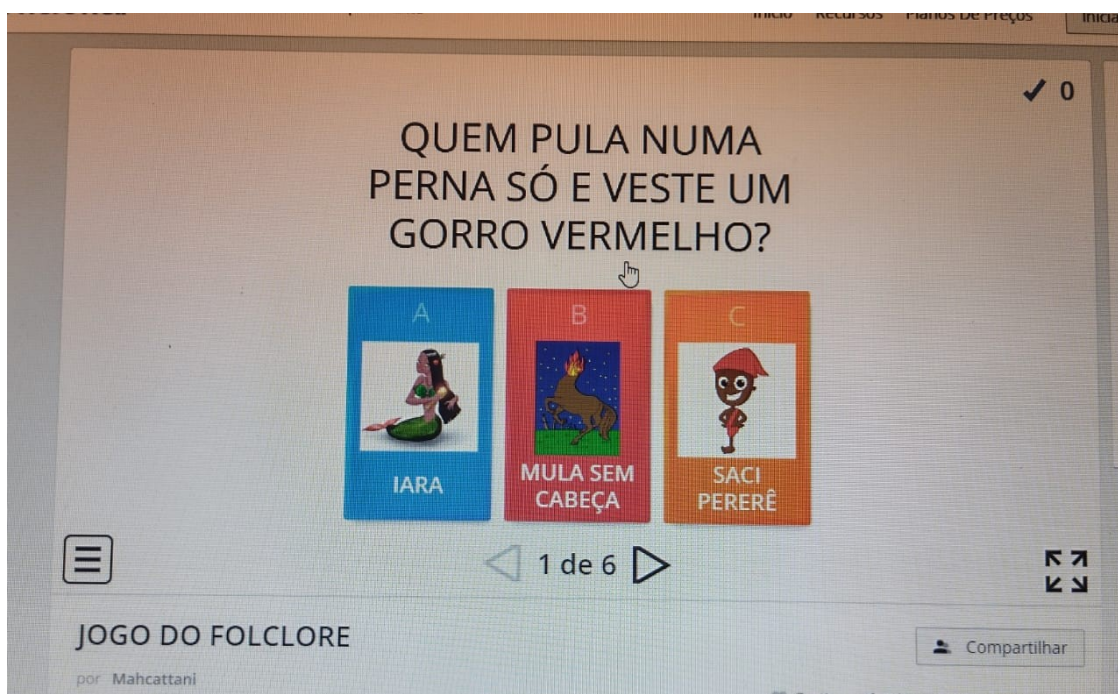 Início Recursos Planos De Preços
0
QUEM PULA NUMA
PERNA SÓ E VESTE UM
GORRO VERMELHO?
A B C
IARA
MULA SEM
CABEÇA
SACI
PERERÊ
1 de 6
JOGO DO FOLCLORE
Compartilhar
por Mahcattani